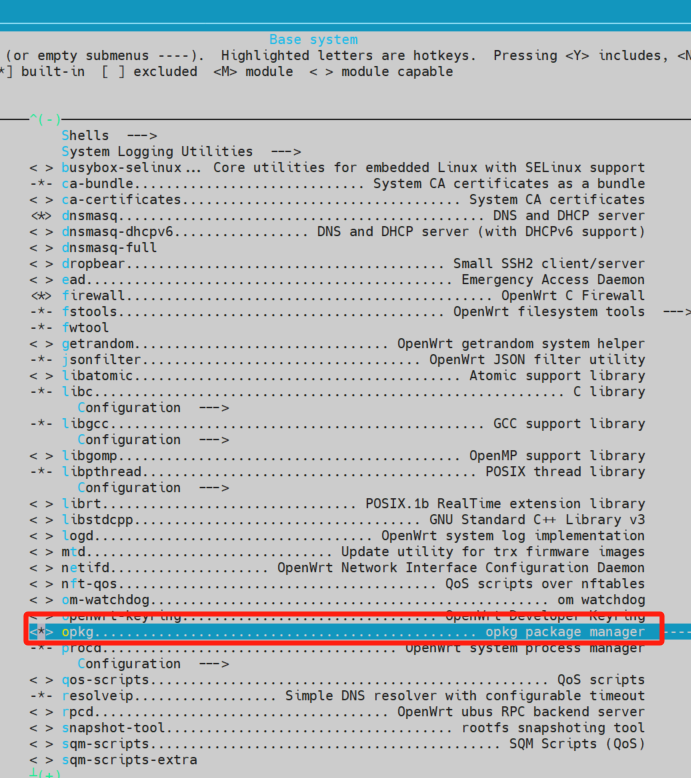 Base system
(or empty submenus ----). Highlighted letters are hotkeys. Pressing <Y> includes, <N
*] built-in [ ] excluded <M> module < > module capable
^(-)
Shells --->
System Logging Utilities --->
< > busybox-selinux... Core utilities for embedded Linux with SELinux support
-*- ca-bundle............................. System CA certificates as a bundle
< > ca-certificates................................... System CA certificates
<*> dnsmasq.............................................. DNS and DHCP server
< > dnsmasq-dhcpv6................. DNS and DHCP server (with DHCPv6 support)
< > dnsmasq-full
< > dropbear........................................ Small SSH2 client/server
< > ead.............................................. Emergency Access Daemon
<*> firewall.............................................. OpenWrt C Firewall
-*- fstools.......................................... OpenWrt filesystem tools --->
-*- fwtool
< > getrandom................................ OpenWrt getrandom system helper
-*- jsonfilter................................... OpenWrt JSON filter utility
< > libatomic......................................... Atomic support library
-*- libc........................................................... C library
Configuration --->
-*- libgcc............................................... GCC support library
Configuration --->
< > libgomp........................................... OpenMP support library
-*- libpthread.......................................... POSIX thread library
Configuration --->
< > librt................................. POSIX.1b RealTime extension library
< > libstdcpp..................................... GNU Standard C++ Library v3
< > logd....................................... OpenWrt system log implementation
< > mtd................................ Update utility for trx firmware images
< > netifd..................... OpenWrt Network Interface Configuration Daemon
< > nft-qos........................................ QoS scripts over nftables
< > om-watchdog................................................... om watchdog
< > openwrt-keyring................................. OpenWrt Developer Keyring
<*> opkg................................................ opkg package manager ----
-*- procd........................................ OpenWrt system process manager
Configuration --->
< > qos-scripts................................................... QoS scripts
-*- resolveip.................. Simple DNS resolver with configurable timeout
< > rpcd...................................... OpenWrt ubus RPC backend server
< > snapshot-tool..................................... rootfs snapshoting tool
< > sqm-scripts............................................. SQM Scripts (QoS)
< > sqm-scripts-extra
(+)